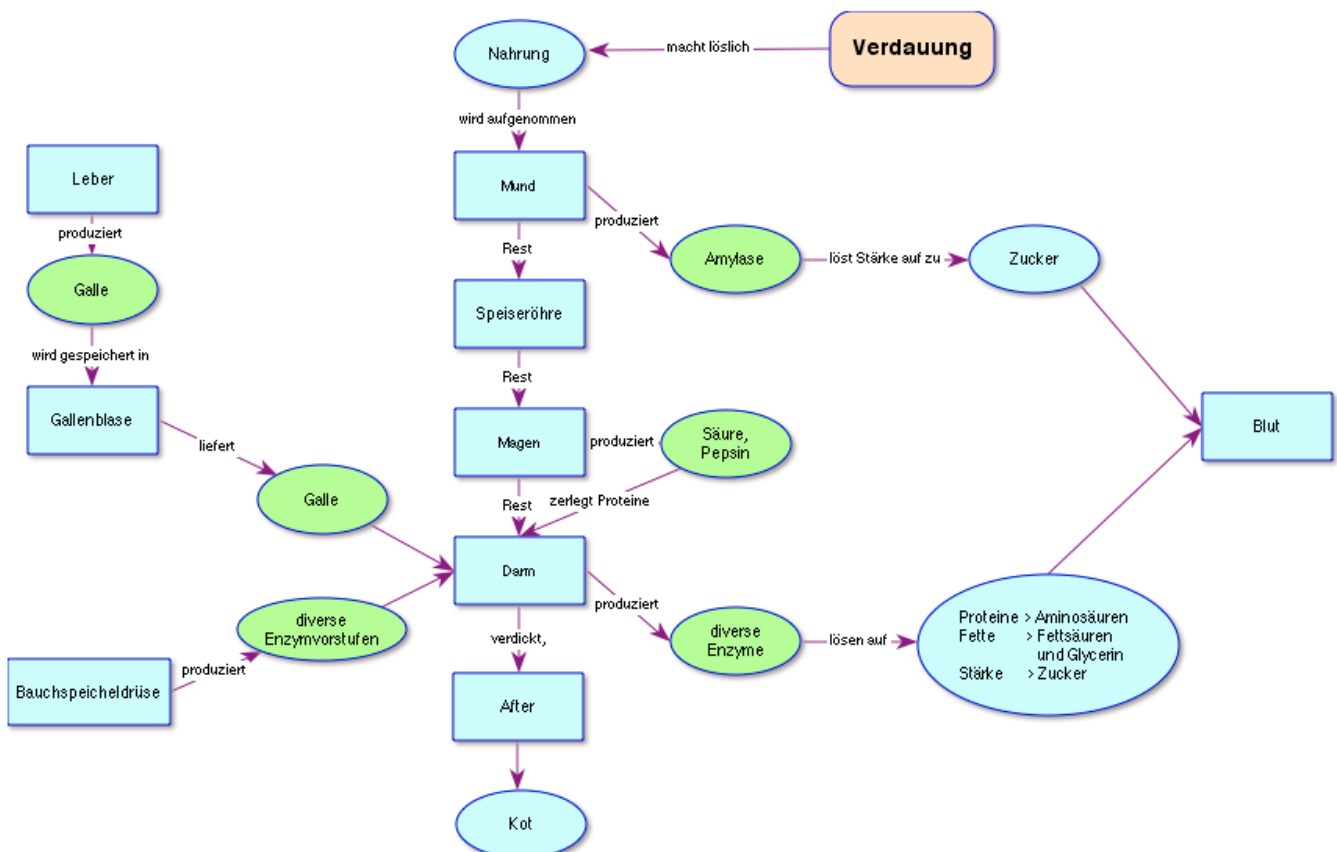 Verdauung
macht löslich
Nahrung
wird aufgenommen
Leber
Mund
produziert
produziert
Rest
Amylase
löst Stärke auf zu
Zucker
Galle
Speiseröhre
wird gespeichert in
Rest
Gallenblase
Magen
produziert
Säure,
Pepsin
Blut
liefert
Galle
Rest
zerlegt Proteine
Darm
diverse
Enzymvorstufen
produziert
diverse
Enzyme
lösen auf
Proteine > Aminosäuren
Fette > Fettsäuren
und Glycerin
Stärke > Zucker
verdickt,
produziert
Bauchspeicheldrüse
After
Kot